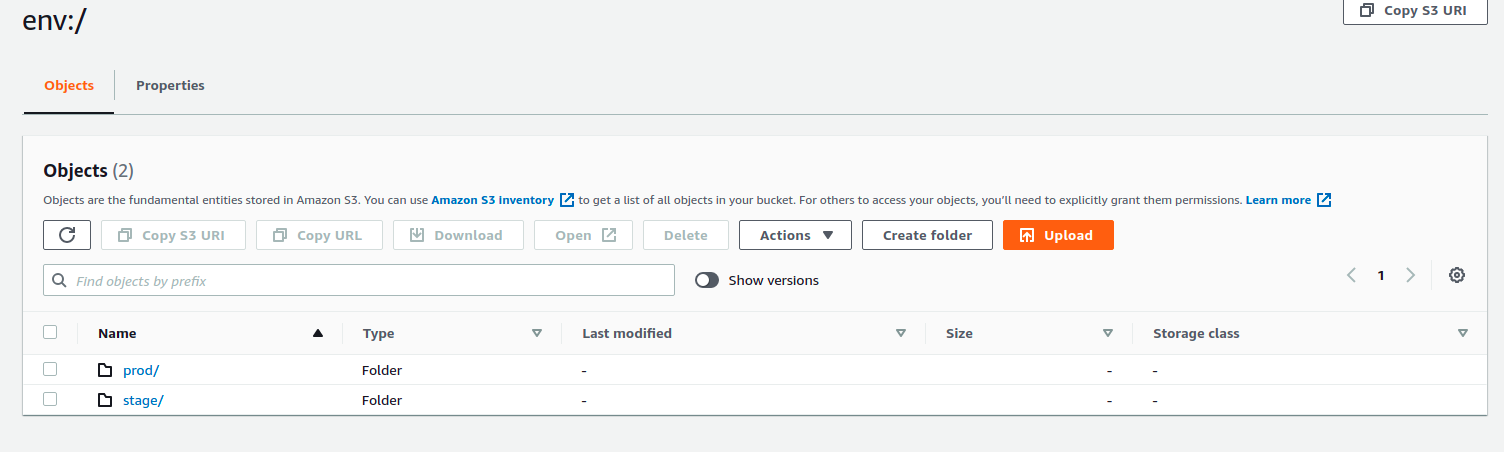 env:/
Copy S3 URI
Objects
Properties
Objects (2)
Objects are the fundamental entities stored in Amazon S3. You can use Amazon S3 inventory to get a list of all objects in your bucket. For others to access your objects, you'll need to explicitly grant them permissions. Learn more
Copy S3 URI
Copy URL
Download
Open
Delete
Actions
Create folder
Upload
Find objects by prefix
Show versions
1
Name Type Last modified Size Storage class
prod/ Folder - - -
stage/ Folder - - -